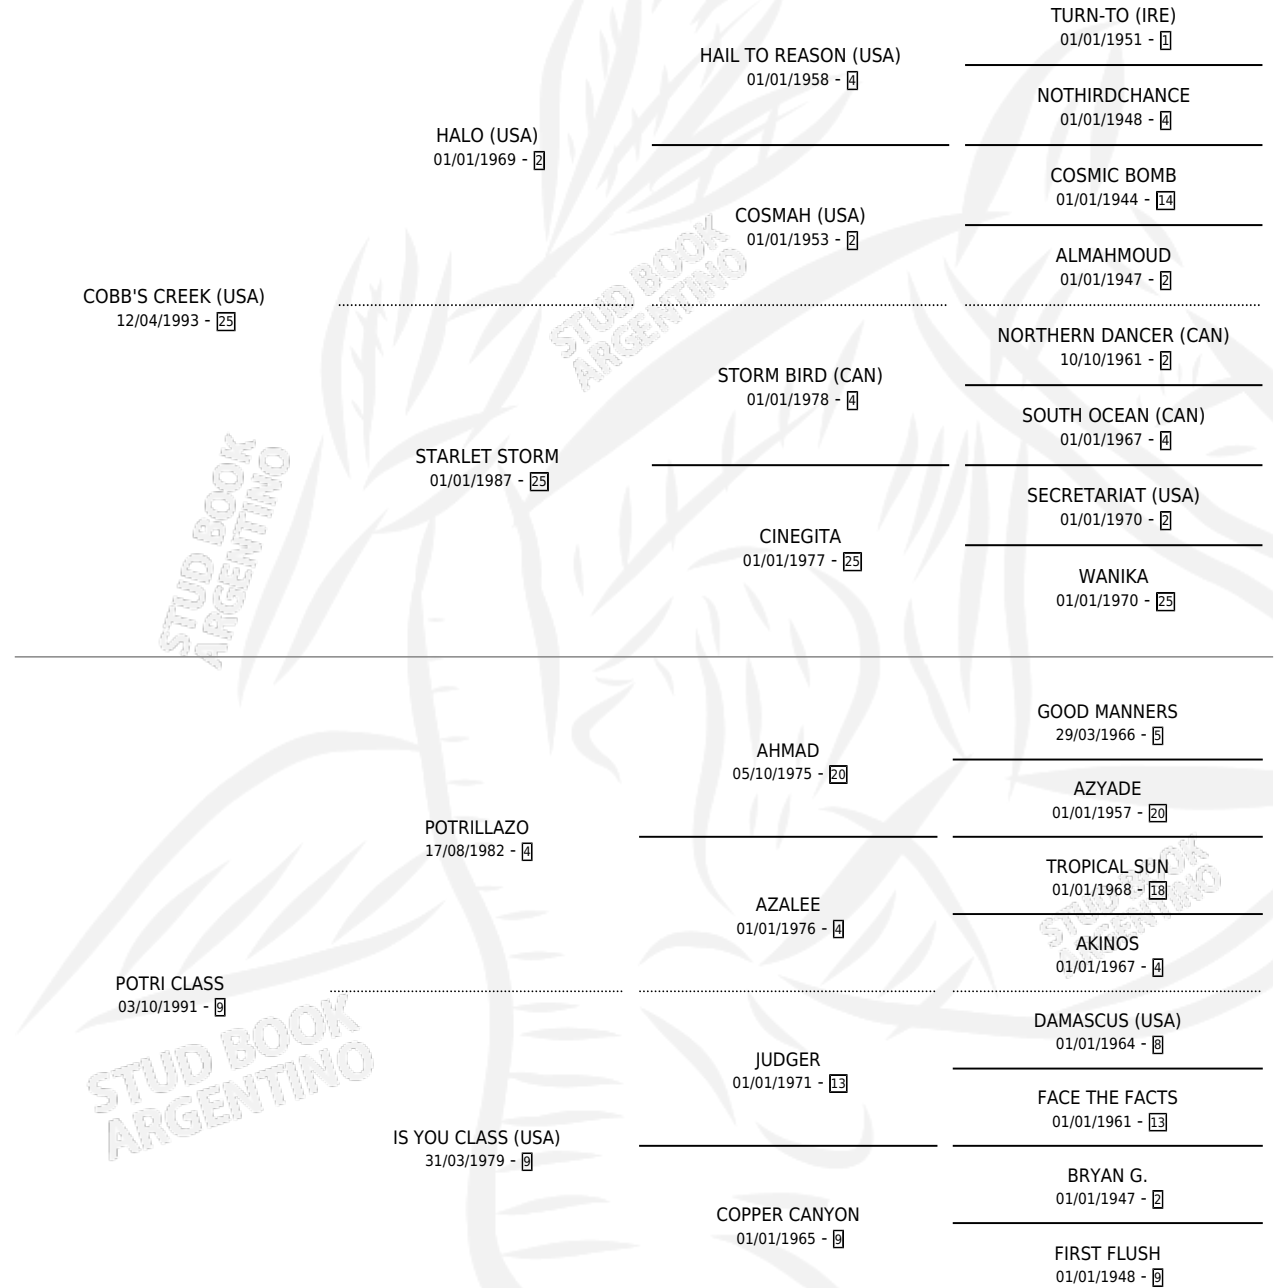 TURN-TO (IRE)
01/01/1951 - 1
HAIL TO REASON (USA)
01/01/1958 - 4
NOTHIRDCHANCE
01/01/1948 - 4
HALO (USA)
01/01/1969 - 2
COSMIC BOMB
01/01/1944 - 14
COSMAH (USA)
01/01/1953 - 2
ALMAHMOUD
01/01/1947 - 2
COBB'S CREEK (USA)
12/04/1993 - 25
NORTHERN DANCER (CAN)
10/10/1961 - 2
STORM BIRD (CAN)
01/01/1978 - 4
SOUTH OCEAN (CAN)
01/01/1967 - 4
STARLET STORM
01/01/1987 - 25
SECRETARIAT (USA)
01/01/1970 - 2
CINEGITA
01/01/1977 - 25
WANIKA
01/01/1970 - 25
GOOD MANNERS
29/03/1966 - 5
AHMAD
05/10/1975 - 20
AZYADE
01/01/1957 - 20
POTRILLAZO
17/08/1982 - 4
TROPICAL SUN
01/01/1968 - 18
AZALEE
01/01/1976 - 4
AKINOS
01/01/1967 - 4
POTRI CLASS
03/10/1991 - 9
DAMASCUS (USA)
01/01/1964 - 8
JUDGER
01/01/1971 - 13
FACE THE FACTS
01/01/1961 - 13
IS YOU CLASS (USA)
31/03/1979 - 9
BRYAN G.
01/01/1947 - 2
COPPER CANYON
01/01/1965 - 9
FIRST FLUSH
01/01/1948 - 9
STUD BOOK
ARGENTINO
STUD BOOK
ARGENTINO
STUD BOOK
ARGENTINO
STUD BOOK
ARGENTINO